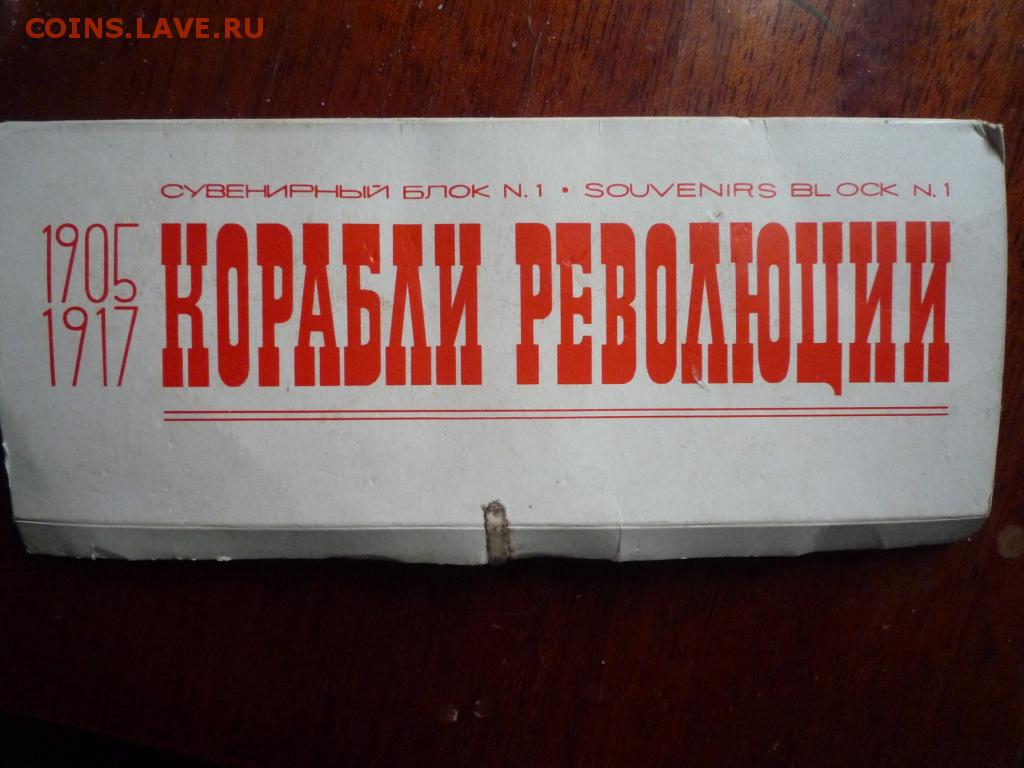 COINS.LAVE.RU
СУВЕНИРНЫЙ БЛОК N.1 • SOUVENIRS BLOCK N.1
1905
1917
КОРАБЛИ РЕВОЛЮЦИИ